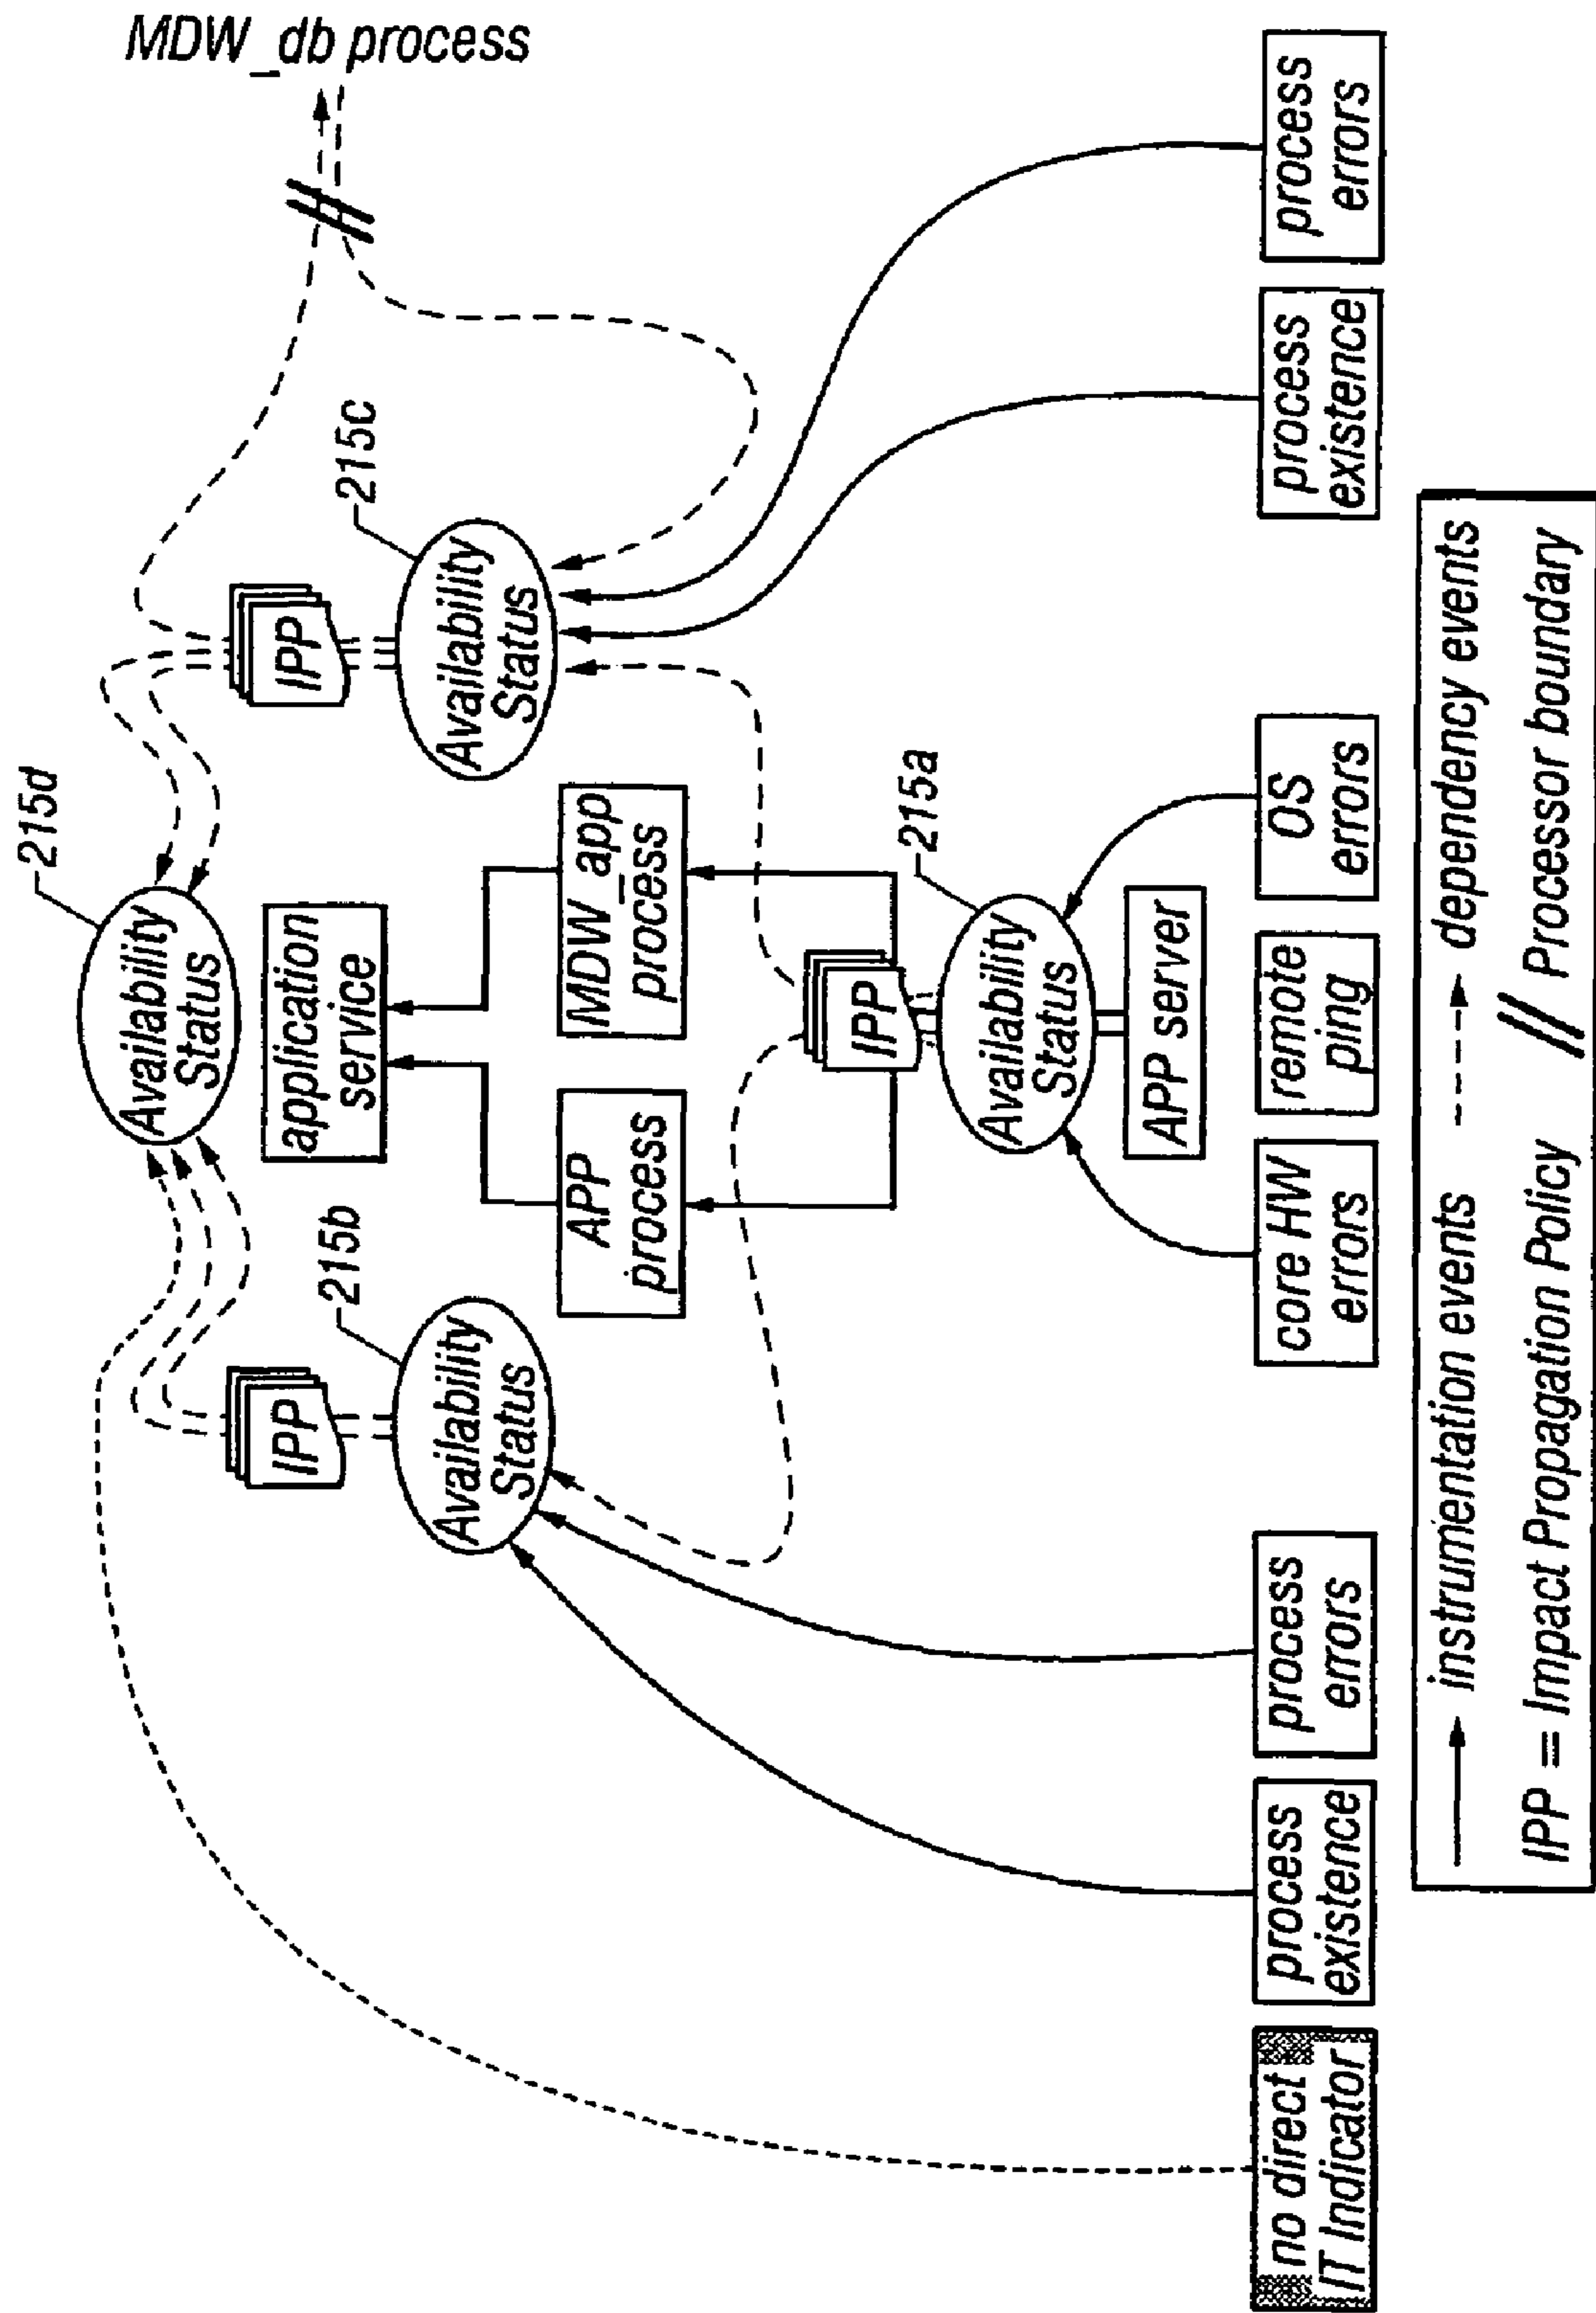 MDW_db process
215d
Availability
Status
application
service
215b
215c
IPP
IPP
Availability
Status
Availability
Status
APP
process
MDW_app
process
IPP
215a
Availability
Status
APP server
no direct
IT Indicator
process
existence
process
errors
core HW
errors
remote
ping
OS
errors
process
existence
process
errors
instrumentation events
dependency events
IPP = Impact Propagation Policy
// Processor boundary